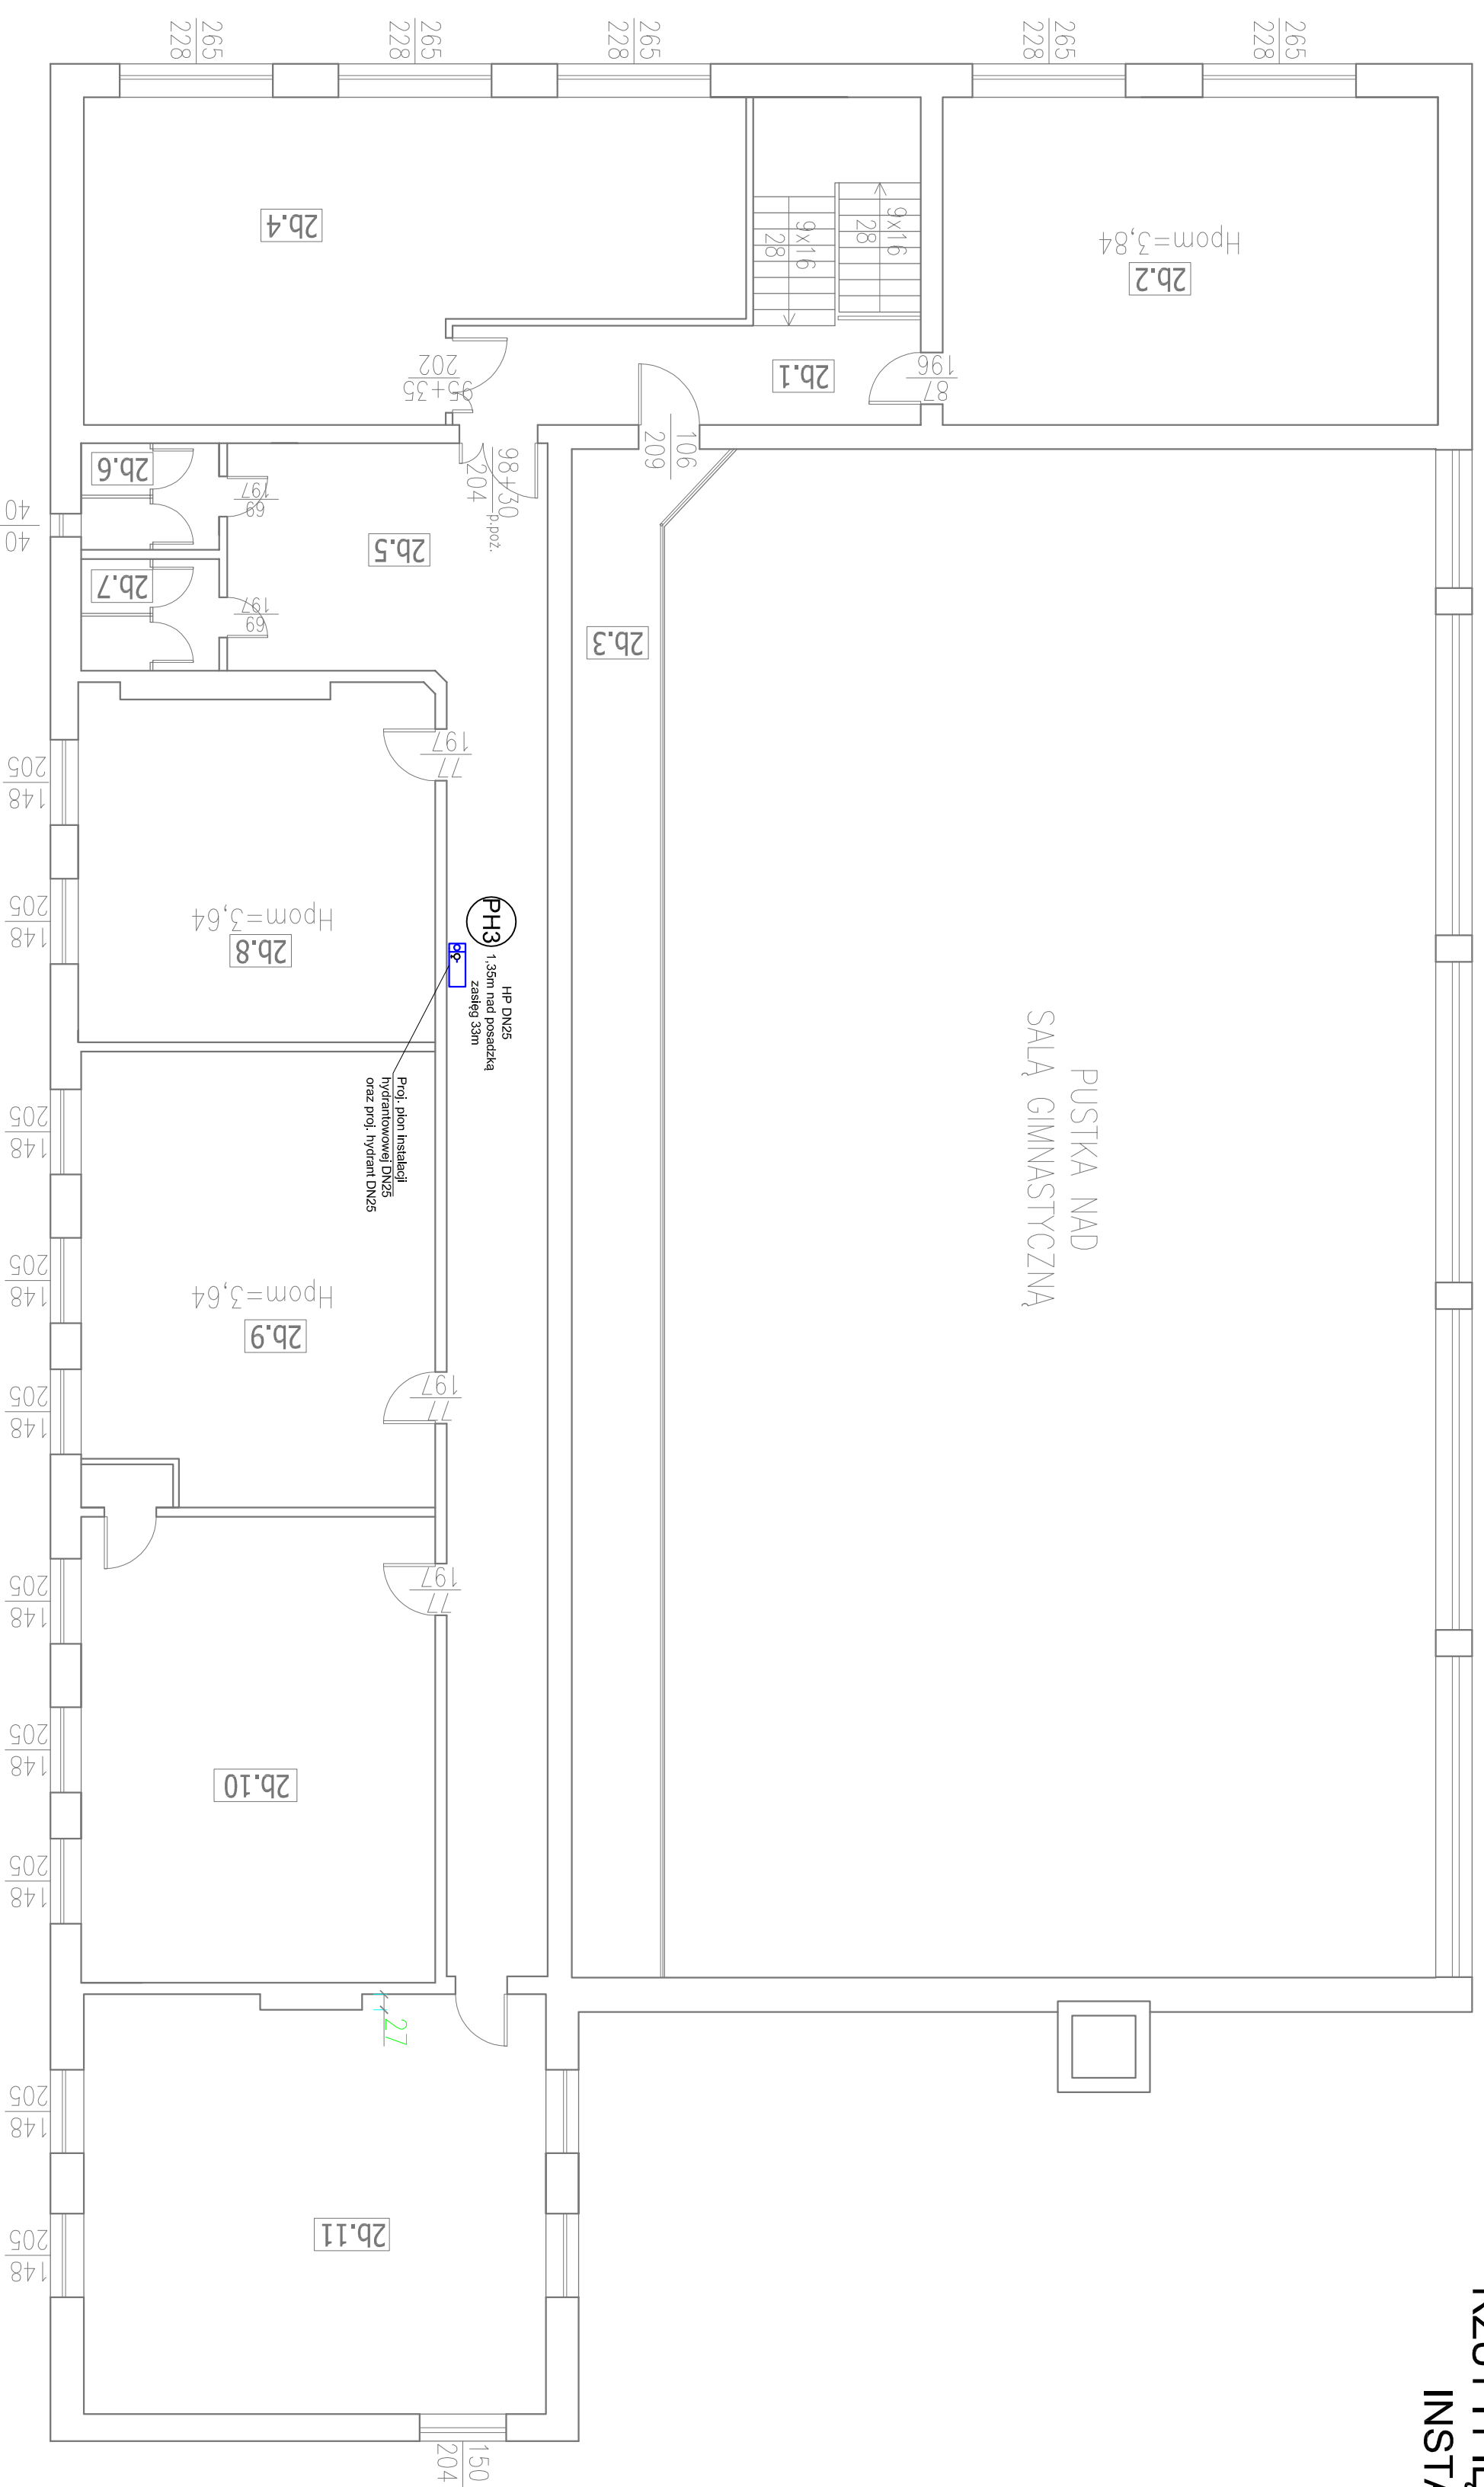 265
228
265
228
265
228
265
228
265
228
2b.4
9x16
28
9x16
28
Hpom=3,84
2b.2
2b.1
87
196
95+35
202
106
209
98+30
204
p.poż.
2b.6
69
197
40
40
2b.5
2b.7
69
197
2b.3
77
197
148
205
148
205
Hpom=3,64
2b.8
PH3
HP DN25
1,35m nad posadzką
zasięg 33m
Proj. pion instalacji
hydrantowowej DN25
oraz proj. hydrant DN25
PUSTKA NAD
SALĄ GIMNASTYCZNĄ
148
205
148
205
148
205
Hpom=3,64
2b.9
77
197
77
197
148
205
148
205
148
205
2b.10
27
148
205
148
205
2b.11
150
204
INSTA